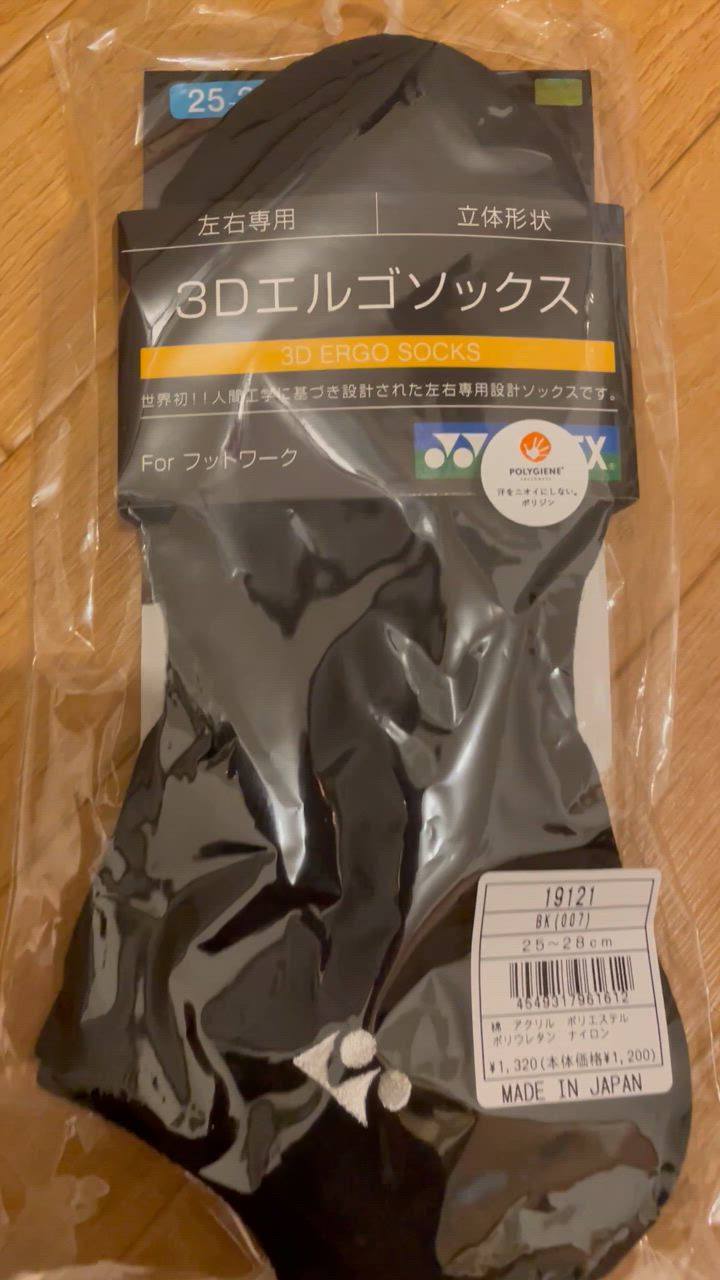 25-
左右専用
立体形状
3Dエルゴソックス
3D ERGO SOCKS
世界初!!人間工学に基づき設計された左右専用設計ソックスです。
For フットワーク
X
POLYGIENE
汗をニオイにしない。
ポリジン
19121
BK(007)
25～28cm
4549317961612
綿 アクリル ポリエステル
ポリウレタン ナイロン
¥1,320(本体価格¥1,200)
MADE IN JAPAN